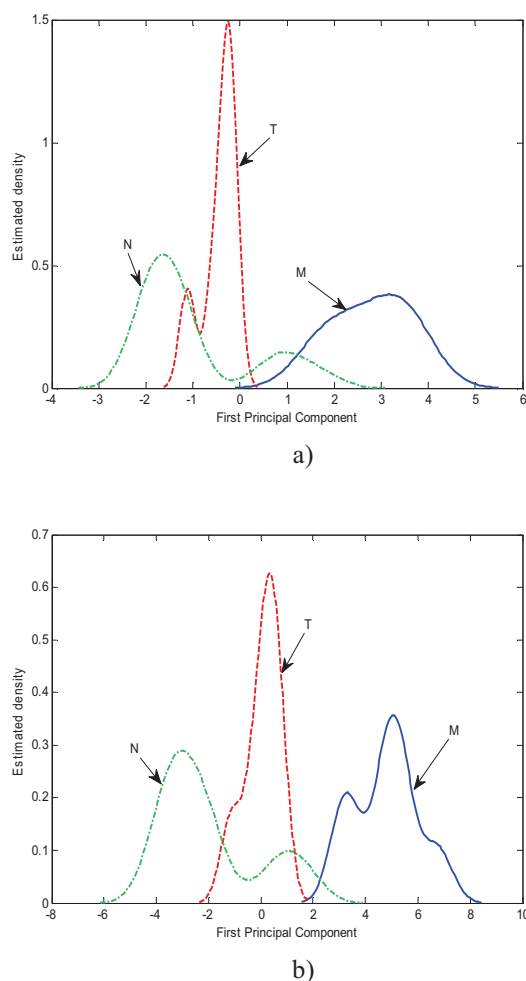 1.5
1
0.5
0
Estimated density
T
N
M
-4 -3 -2 -1 0 1 2 3 4 5 6
First Principal Component
a)
0.7
0.6
0.5
0.4
0.3
0.2
0.1
0
Estimated density
T
N
M
-8 -6 -4 -2 0 2 4 6 8 10
First Principal Component
b)